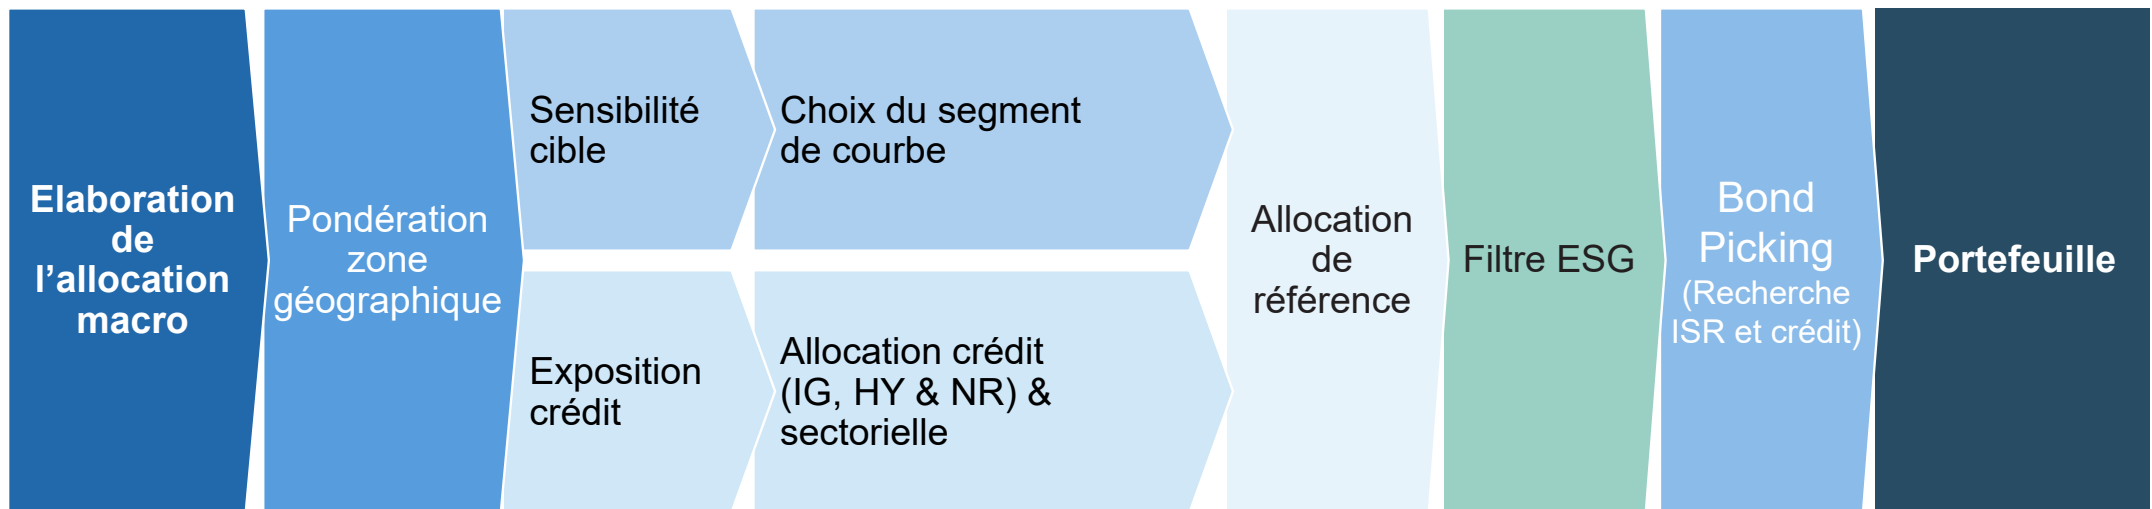 Elaboration
de
l’allocation
macro
Pondération
zone
géographique
Sensibilité
cible
Choix du segment
de courbe
Exposition
crédit
Allocation crédit
(IG, HY & NR) &
sectorielle
Allocation
de
référence
Filtre ESG
Bond
Picking
(Recherche
ISR et crédit)
Portefeuille